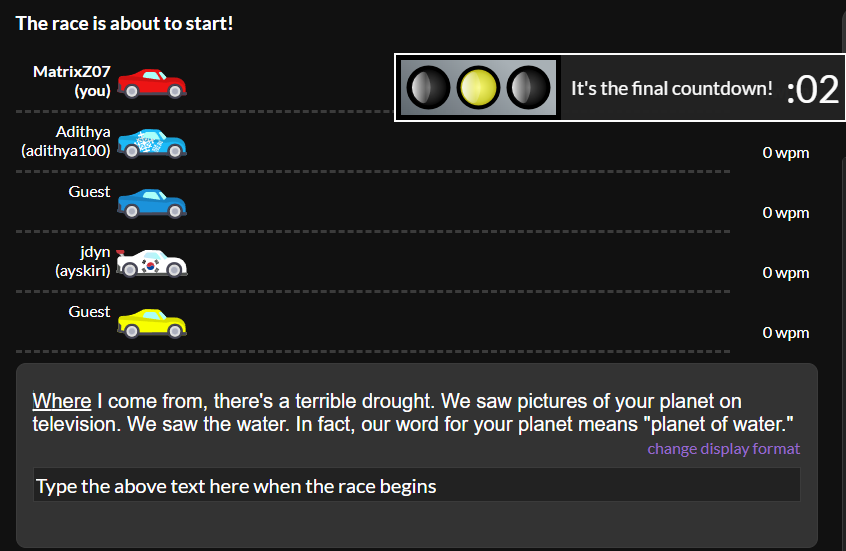 The race is about to start!
MatrixZ07
(you)
It's the final countdown! :02
Adithya
(adithya100)
0 wpm
Guest
0 wpm
jdyn
(ayskiri)
0 wpm
Guest
0 wpm
Where I come from, there's a terrible drought. We saw pictures of your planet on
television. We saw the water. In fact, our word for your planet means "planet of water."
change display format
Type the above text here when the race begins